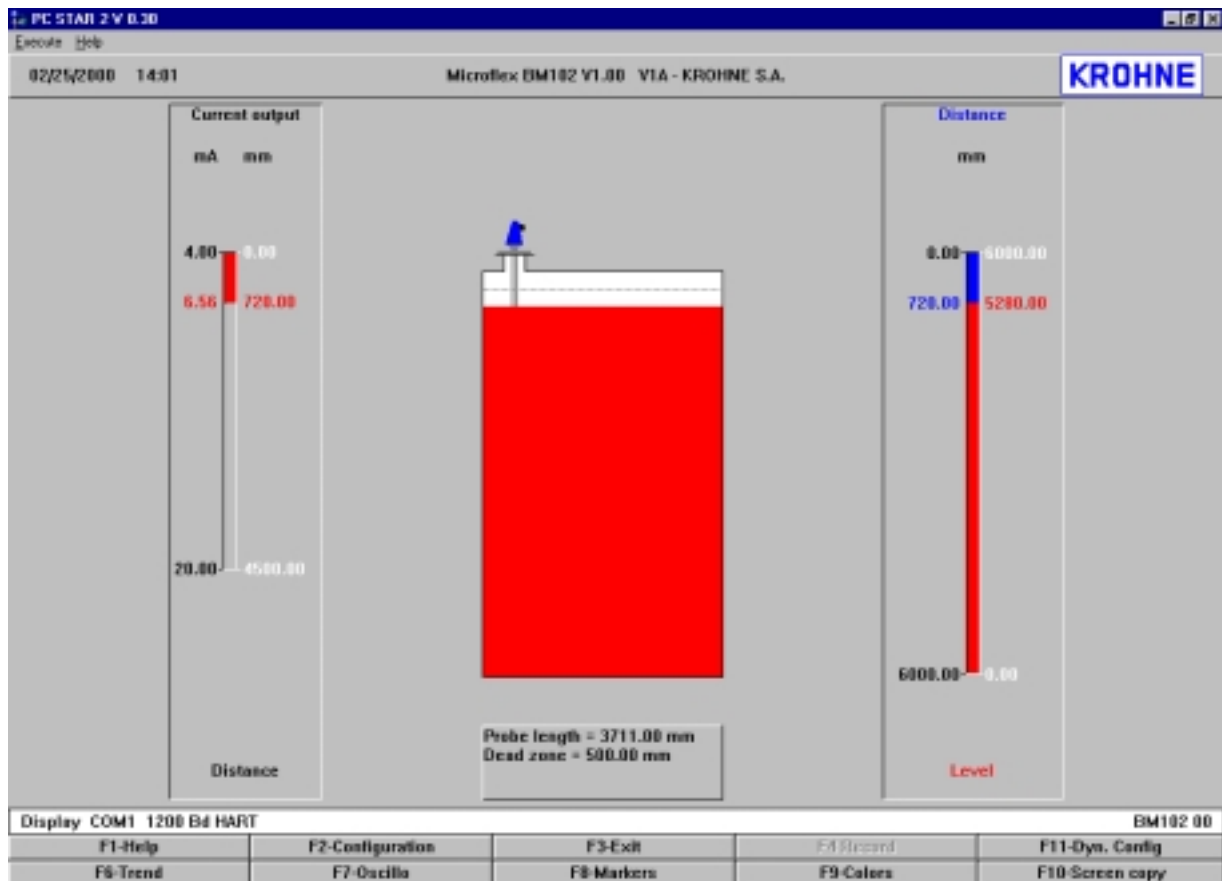 PC STAR 2 V 0.30
Execute Help
02/25/2000 14:01 Microflex BM102 V1.00 V1A - KROHNE S.A. KROHNE
Current output Distance
mA mm mm
4.00 0.00 0.00 6000.00
6.56 720.00 720.00 5280.00
20.00 4500.00
6000.00 0.00
Probe length = 3711.00 mm
Dead zone = 500.00 mm
Distance Level
Display COM1 1200 Bd HART BM102 00
F1-Help F2-Configuration F3-Exit F4-Record F11-Dyn. Config
F6-Trend F7-Oscillo F8-Markers F9-Colors F10-Screen copy